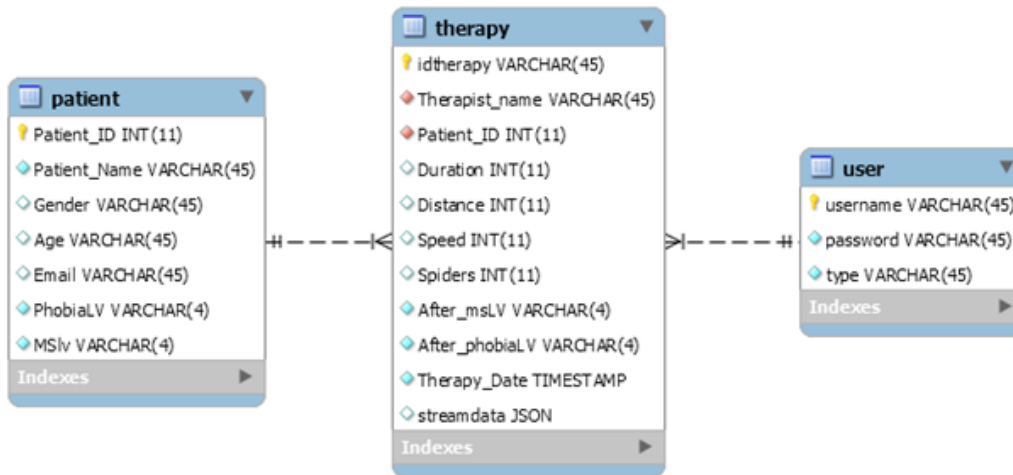 patient
Patient_ID INT(11)
Patient_Name VARCHAR(45)
Gender VARCHAR(45)
Age VARCHAR(45)
Email VARCHAR(45)
PhobiaLV VARCHAR(4)
MSlv VARCHAR(4)
Indexes
therapy
idtherapy VARCHAR(45)
Therapist_name VARCHAR(45)
Patient_ID INT(11)
Duration INT(11)
Distance INT(11)
Speed INT(11)
Spiders INT(11)
After_msLV VARCHAR(4)
After_phobiaLV VARCHAR(4)
Therapy_Date TIMESTAMP
streamdata JSON
Indexes
user
username VARCHAR(45)
password VARCHAR(45)
type VARCHAR(45)
Indexes